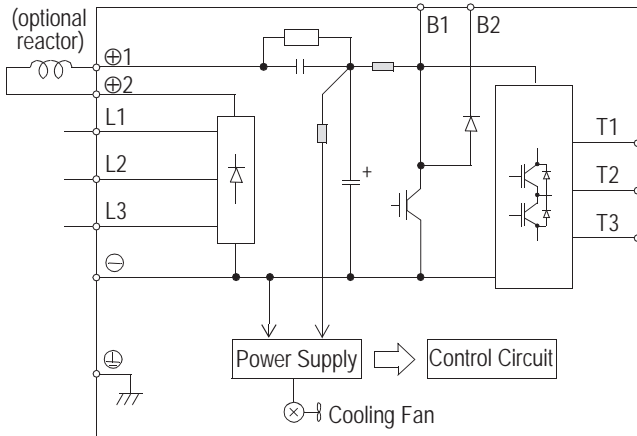 (optional
reactor)
B1 B2
⊕1
⊕2
L1
T1
L2
+
T2
L3
T3
⊖
Power Supply
Control Circuit
Cooling Fan